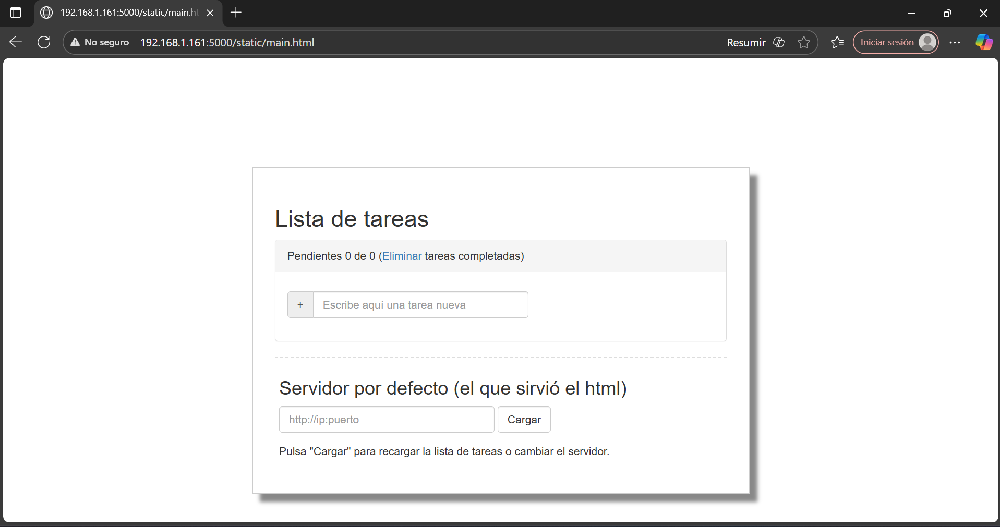 192.168.1.161:5000/static/main.ht
No seguro 192.168.1.161:5000/static/main.html Resumir Iniciar sesión
Lista de tareas
Pendientes 0 de 0 (Eliminar tareas completadas)
+ Escribe aquí una tarea nueva
Servidor por defecto (el que sirvió el html)
http://ip:puerto Cargar
Pulsa "Cargar" para recargar la lista de tareas o cambiar el servidor.